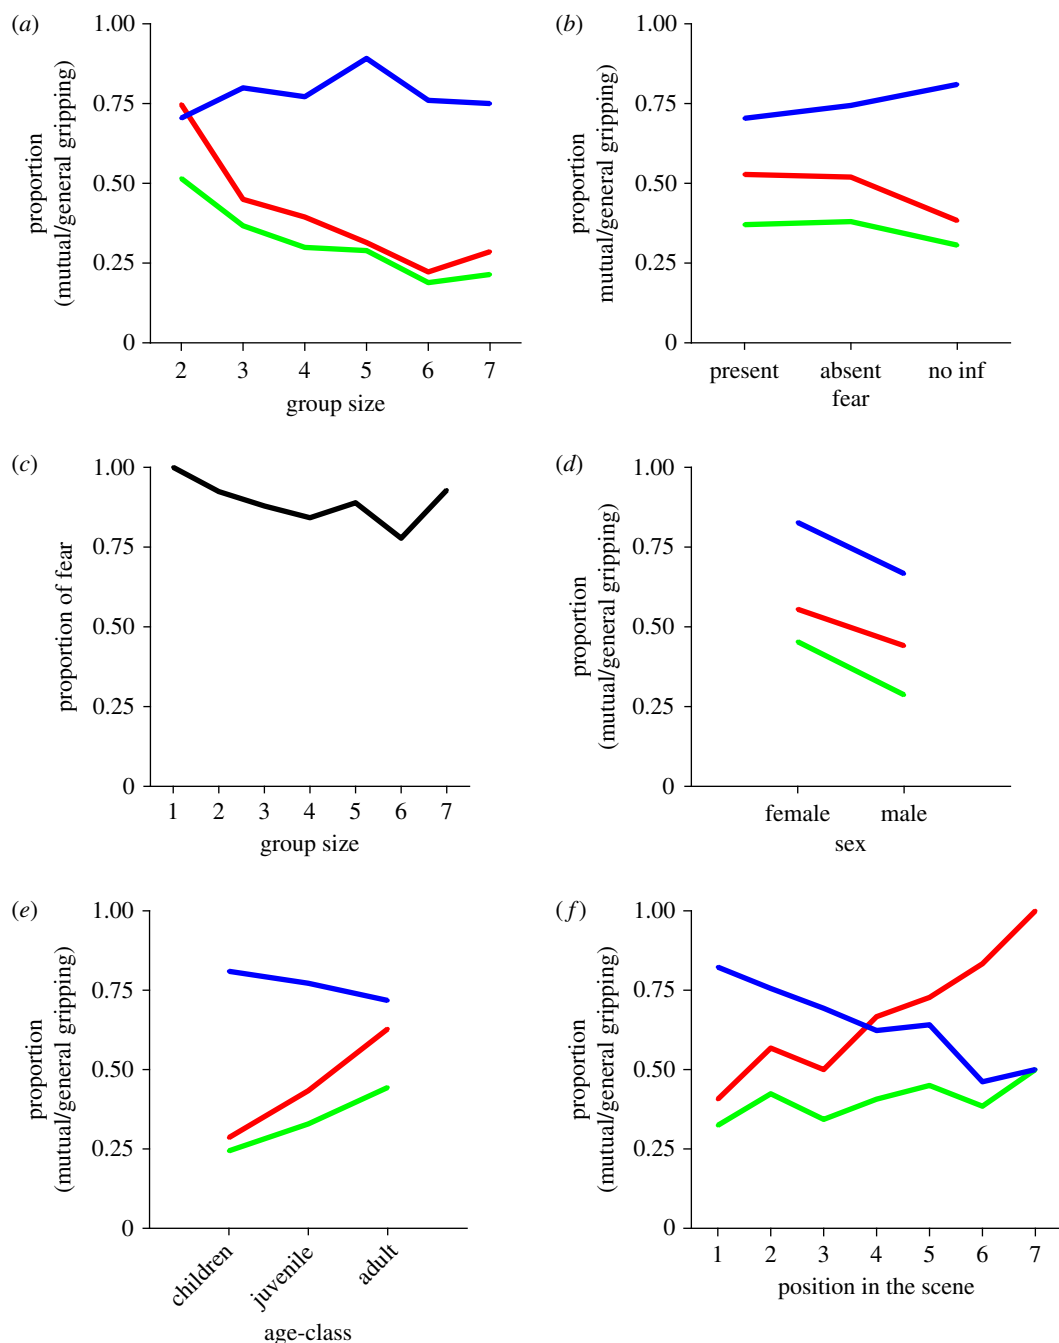 (a)
1.00
0.75
0.50
0.25
0
proportion
(mutual/general gripping)
2 3 4 5 6 7
group size
(b)
1.00
0.75
0.50
0.25
0
proportion
mutual/general gripping)
present absent no inf
fear
(c)
1.00
0.75
0.50
0.25
0
proportion of fear
1 2 3 4 5 6 7
group size
(d)
1.00
0.75
0.50
0.25
0
proportion
(mutual/general gripping)
female male
sex
(e)
1.00
0.75
0.50
0.25
0
proportion
(mutual/general gripping)
children juvenile adult
age-class
(f)
1.00
0.75
0.50
0.25
0
proportion
(mutual/general gripping)
1 2 3 4 5 6 7
position in the scene